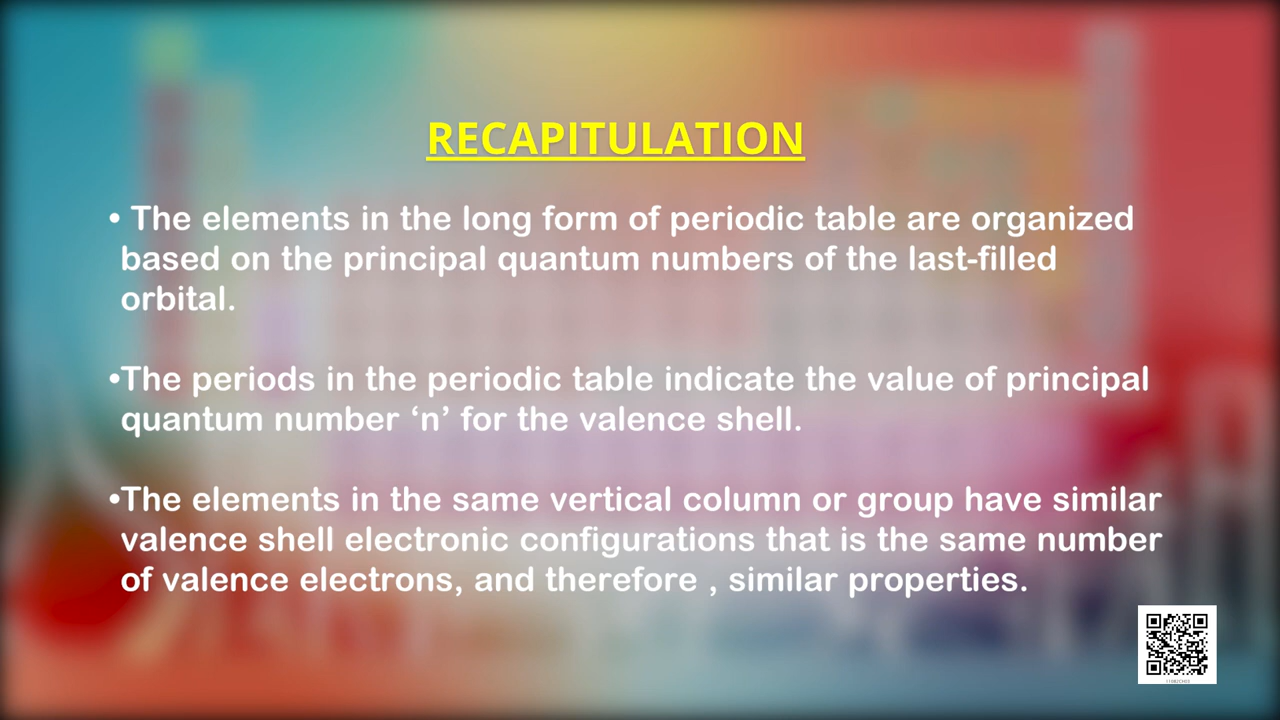 RECAPITULATION
• The elements in the long form of periodic table are organized
based on the principal quantum numbers of the last-filled
orbital.
•The periods in the periodic table indicate the value of principal
quantum number ‘n’ for the valence shell.
•The elements in the same vertical column or group have similar
valence shell electronic configurations that is the same number
of valence electrons, and therefore , similar properties.